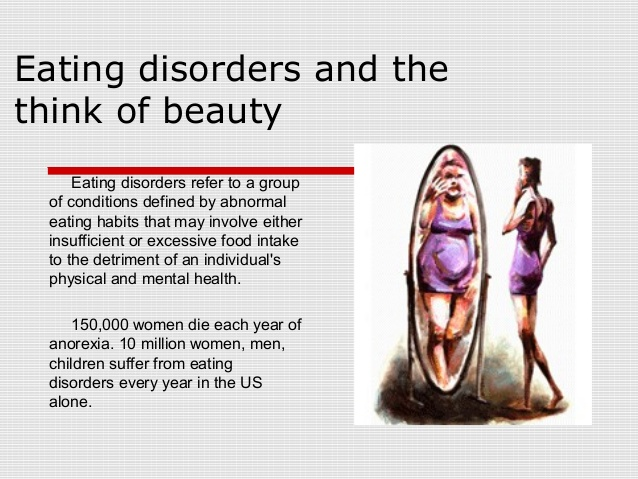 Eating disorders and the
think of beauty
Eating disorders refer to a group
of conditions defined by abnormal
eating habits that may involve either
insufficient or excessive food intake
to the detriment of an individual's
physical and mental health.
150,000 women die each year of
anorexia. 10 million women, men,
children suffer from eating
disorders every year in the US
alone.